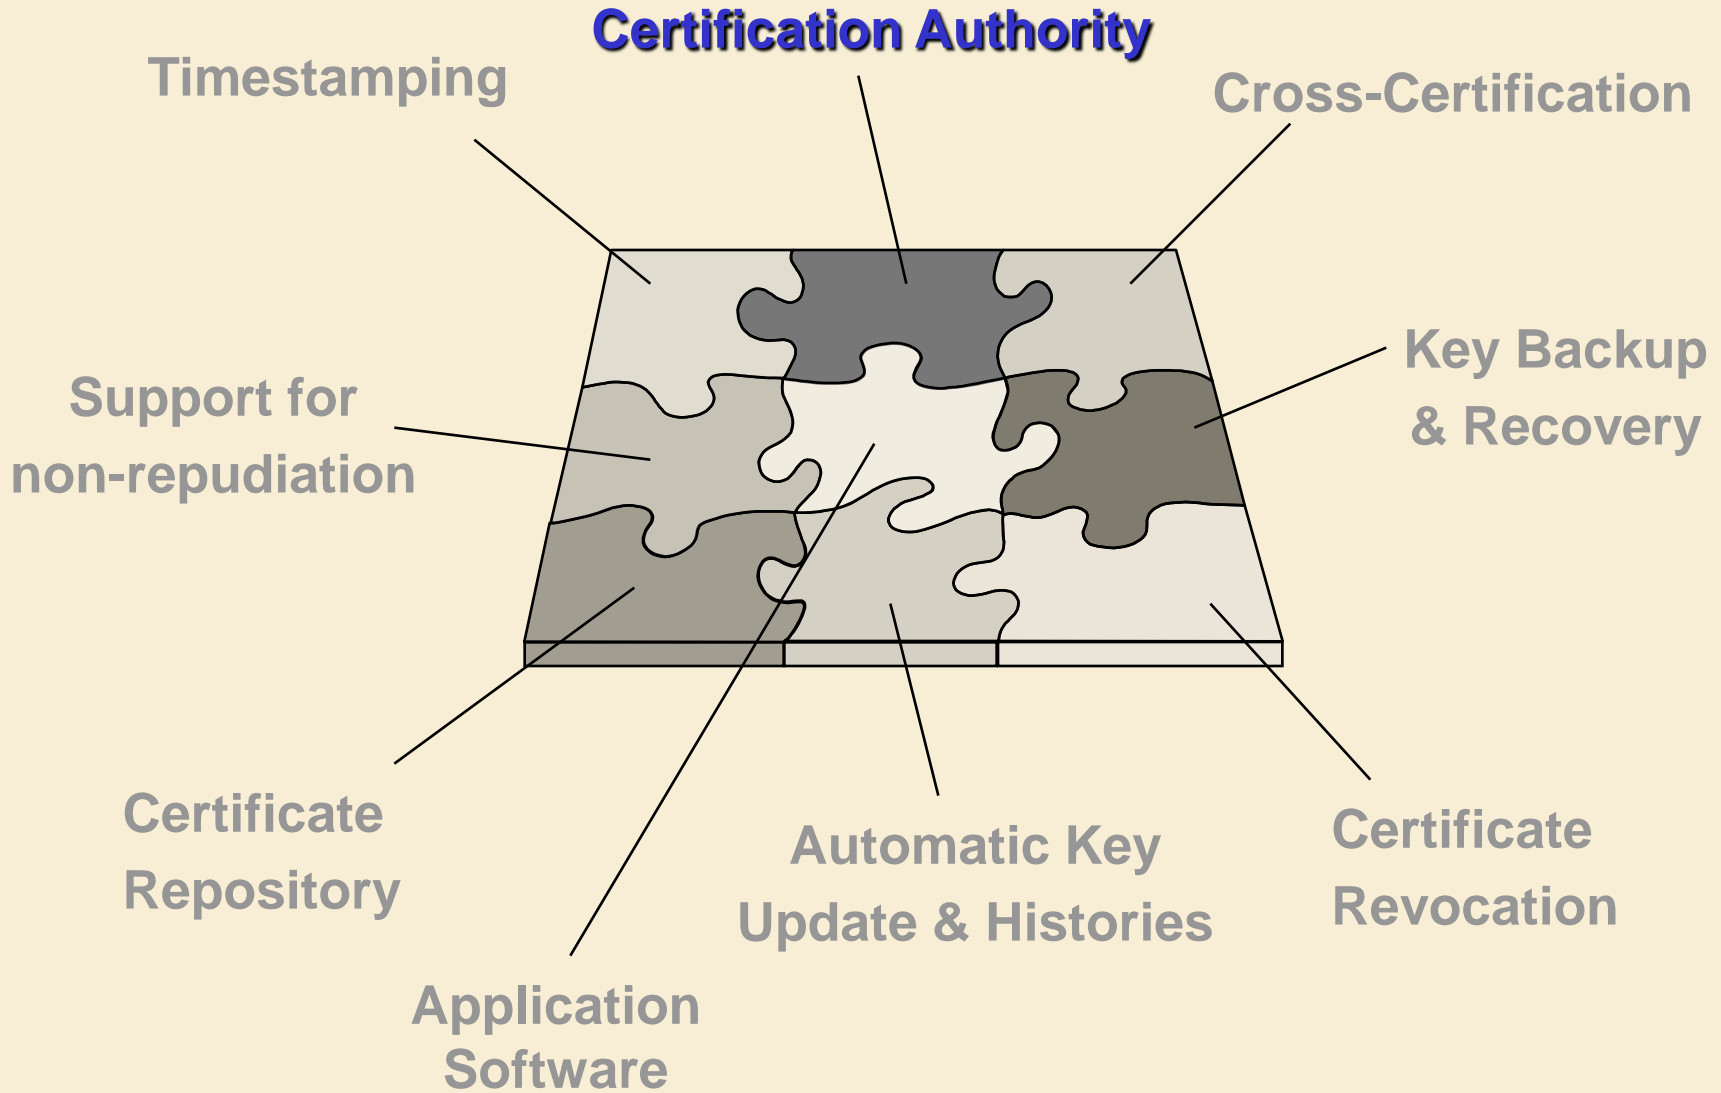 Certification Authority
Timestamping
Cross-Certification
Key Backup
& Recovery
Support for
non-repudiation
Certificate
Repository
Automatic Key
Update & Histories
Certificate
Revocation
Application
Software